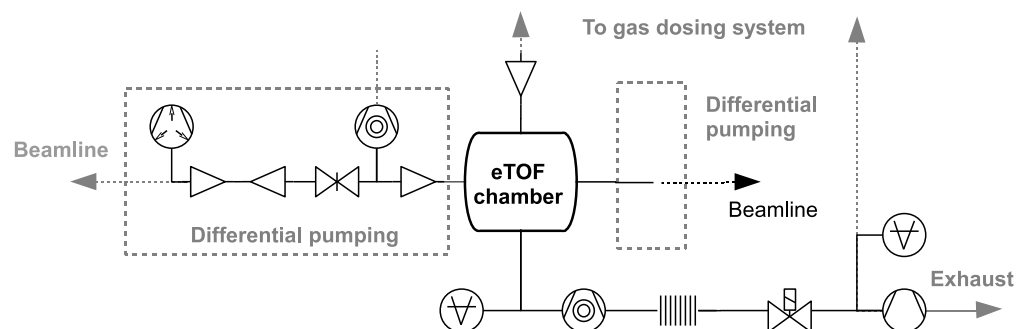 To gas dosing system
Differential
pumping
Beamline
eTOF
chamber
Beamline
Differential pumping
Exhaust